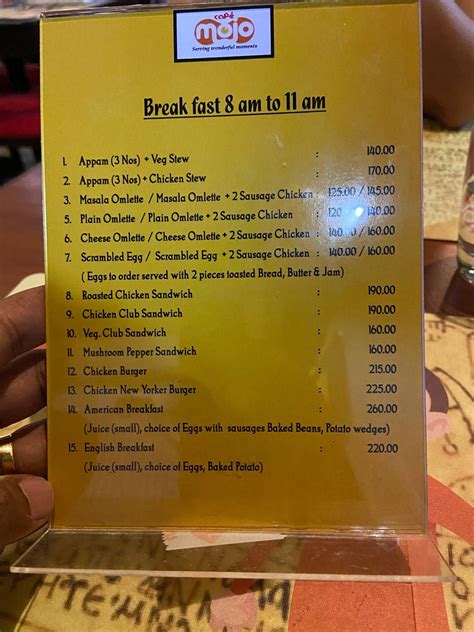 café
mojo
Serving wonderful moments
Break fast 8 am to 11 am
1. Appam (3 Nos) + Veg Stew : 140.00
2. Appam (3 Nos) + Chicken Stew : 170.00
3. Masala Omlette / Masala Omlette + 2 Sausage Chicken : 125.00 / 145.00
5. Plain Omlette / Plain Omlette + 2 Sausage Chicken : / 140.00
6. Cheese Omlette / Cheese Omlette + 2 Sausage Chicken : 140.00 / 160.00
7. Scrambled Egg / Scrambled Egg + 2 Sausage Chicken : 140.00 / 160.00
( Eggs to order served with 2 pieces toasted Bread, Butter & Jam)
8. Roasted Chicken Sandwich : 190.00
9. Chicken Club Sandwich : 190.00
10. Veg. Club Sandwich : 160.00
11. Mushroom Pepper Sandwich : 160.00
12. Chicken Burger : 215.00
13. Chicken New Yorker Burger : 225.00
14. American Breakfast : 260.00
(Juice (small), choice of Eggs with sausages Baked Beans, Potato wedges)
15. English Breakfast : 220.00
(Juice (small), choice of Eggs, Baked Potato)